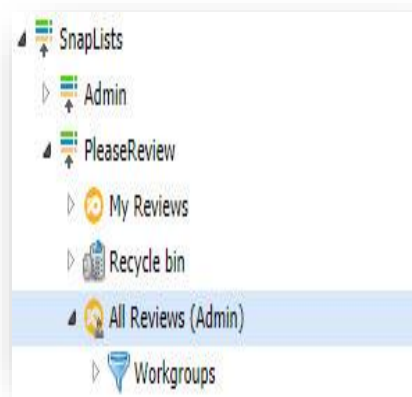 SnapLists
Admin
PleaseReview
My Reviews
Recycle bin
All Reviews (Admin)
Workgroups